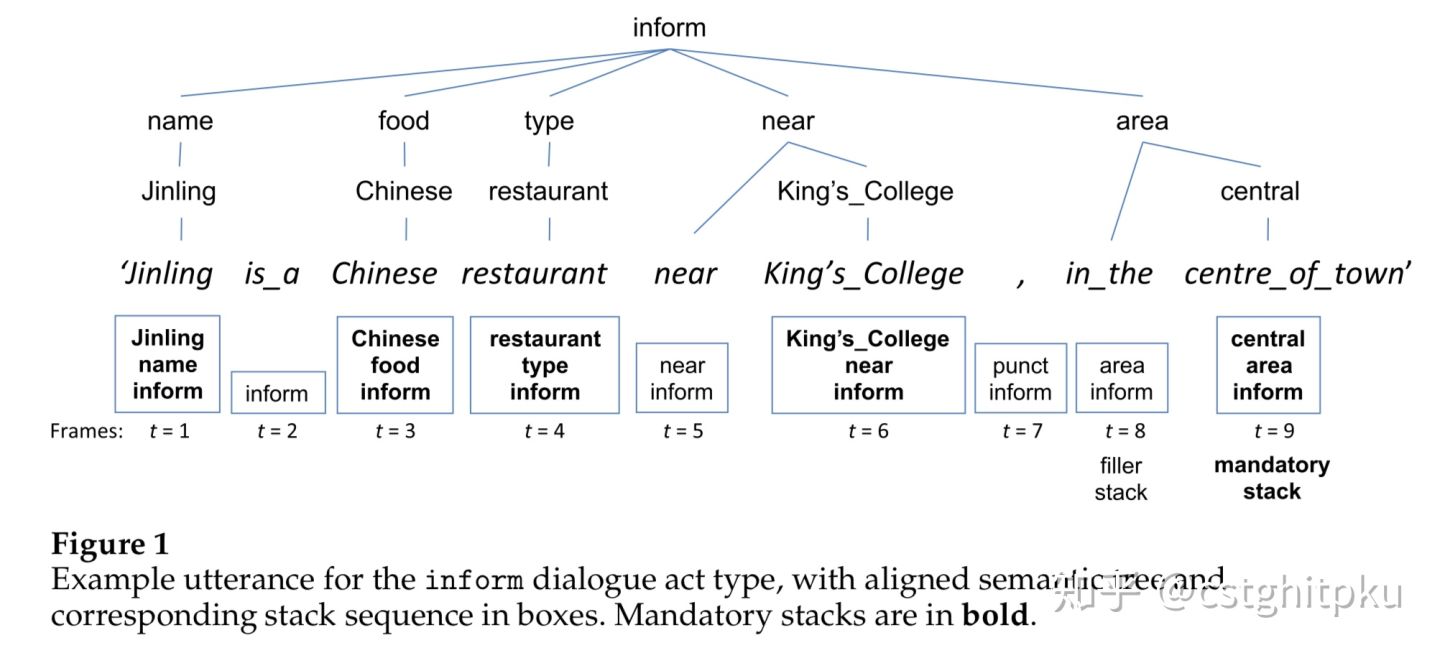 inform
name food type near area
Jinling Chinese restaurant King's_College central
‘Jinling is_a Chinese restaurant near King’s_College , in_the centre_of_town’
Jinling Chinese restaurant King’s_College central
name food type near near punct area area
inform inform inform inform inform inform inform inform inform
Frames: t = 1 t = 2 t = 3 t = 4 t = 5 t = 6 t = 7 t = 8 t = 9
filler mandatory
stack stack
Figure 1
Example utterance for the inform dialogue act type, with aligned semantic tree and
corresponding stack sequence in boxes. Mandatory stacks are in bold.
知乎 @cstghitpku